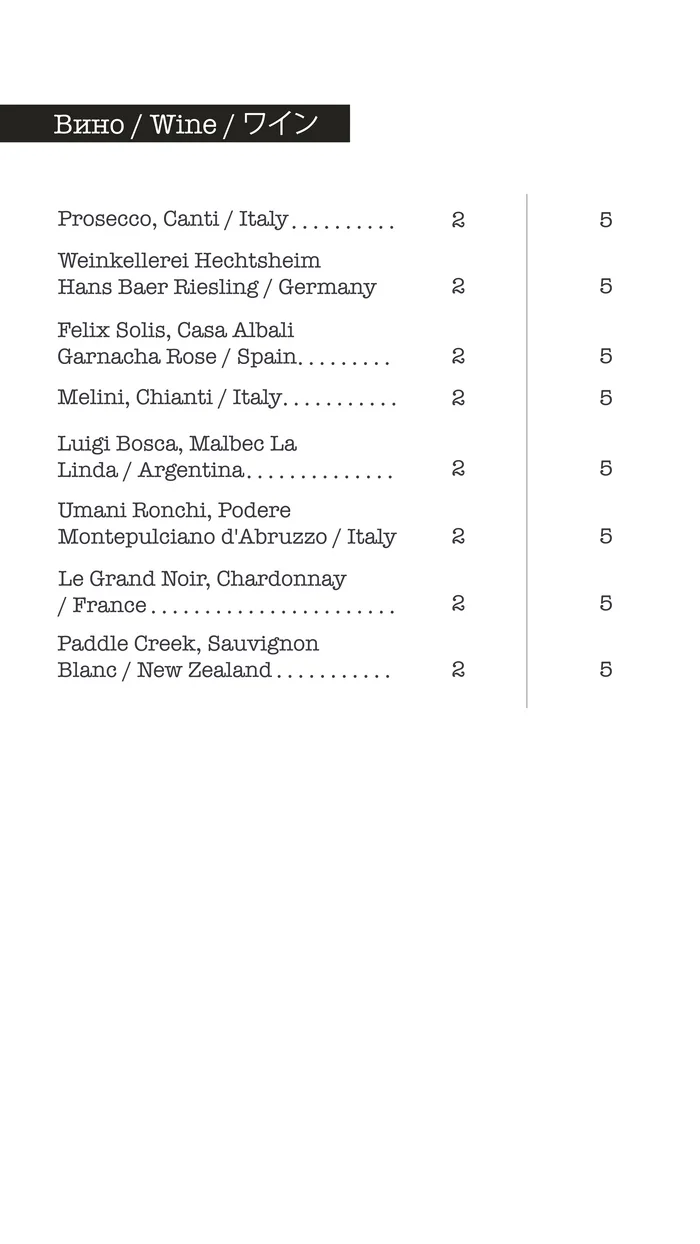 Вино / Wine / ワイン
Prosecco, Canti / Italy.......... 2 5
Weinkellerei Hechtsheim
Hans Baer Riesling / Germany 2 5
Felix Solis, Casa Albali
Garnacha Rose / Spain......... 2 5
Melini, Chianti / Italy........... 2 5
Luigi Bosca, Malbec La
Linda / Argentina.............. 2 5
Umani Ronchi, Podere
Montepulciano d'Abruzzo / Italy 2 5
Le Grand Noir, Chardonnay
/ France....................... 2 5
Paddle Creek, Sauvignon
Blanc / New Zealand........... 2 5